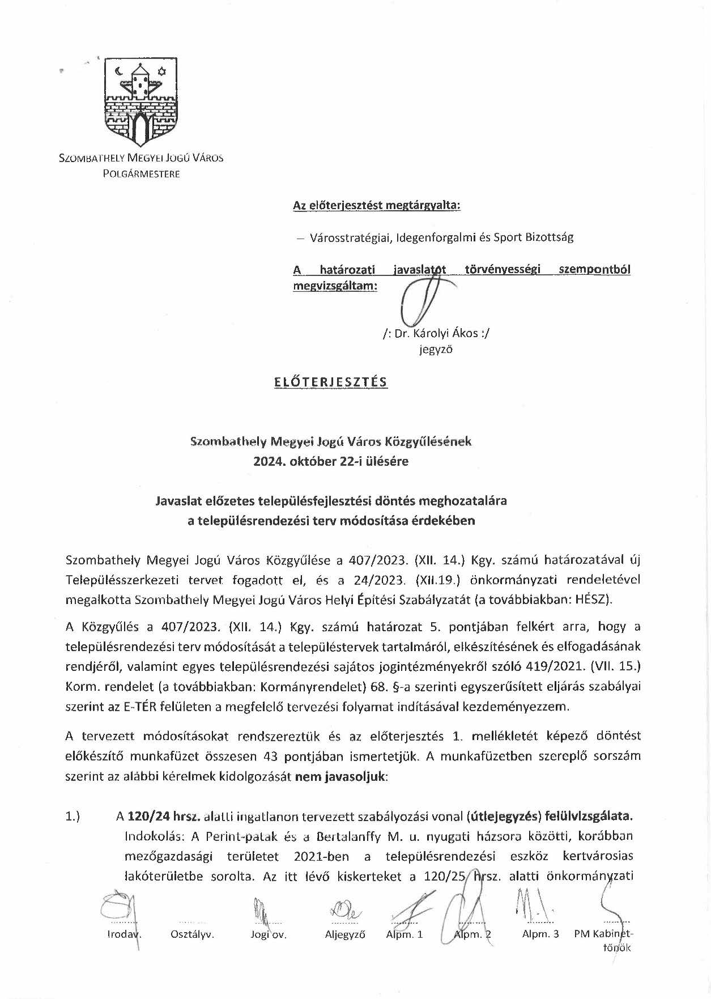 SZOMBATHELY MEGYEI JOGÚ VÁROS
POLGÁRMESTERE
Az előterjesztést megtárgyalta:
– Városstratégiai, Idegenforgalmi és Sport Bizottság
A határozati javaslatot törvényességi szempontból
megvizsgáltam:
/: Dr. Károlyi Ákos :/
jegyző
ELŐTERJESZTÉS
Szombathely Megyei Jogú Város Közgyűlésének
2024. október 22-i ülésére
Javaslat előzetes településfejlesztési döntés meghozatalára
a településrendezési terv módosítása érdekében
Szombathely Megyei Jogú Város Közgyűlése a 407/2023. (XII. 14.) Kgy. számú határozatával új
Településszerkezeti tervet fogadott el, és a 24/2023. (XII.19.) önkormányzati rendeletével
megalkotta Szombathely Megyei Jogú Város Helyi Építési Szabályzatát (a továbbiakban: HÉSZ).
A Közgyűlés a 407/2023. (XII. 14.) Kgy. számú határozat 5. pontjában felkért arra, hogy a
településrendezési terv módosítását a településtervek tartalmáról, elkészítésének és elfogadásának
rendjéről, valamint egyes településrendezési sajátos jogintézményekről szóló 419/2021. (VII. 15.)
Korm. rendelet (a továbbiakban: Kormányrendelet) 68. §-a szerinti egyszerűsített eljárás szabályai
szerint az E-TÉR felületen a megfelelő tervezési folyamat indításával kezdeményezzem.
A tervezett módosításokat rendszereztük és az előterjesztés 1. mellékletét képező döntést
előkészítő munkafüzet összesen 43 pontjában ismertetjük. A munkafüzetben szereplő sorszám
szerint az alábbi kérelmek kidolgozását nem javasoljuk:
1.) A 120/24 hrsz. alatti ingatlanon tervezett szabályozási vonal (útlejegyzés) felülvizsgálata.
Indokolás: A Perint-patak és a Bertalanffy M. u. nyugati házsora közötti, korábban
mezőgazdasági területet 2021-ben a településrendezési eszköz kertvárosias
lakóterületbe sorolta. Az itt lévő kiskerteket a 120/25 hrsz. alatti önkormányzati
Irodav. Osztályv. Jogi ov. Aljegyző Alpm. 1 Alpm. 2 Alpm. 3 PM Kabinet-
főnök